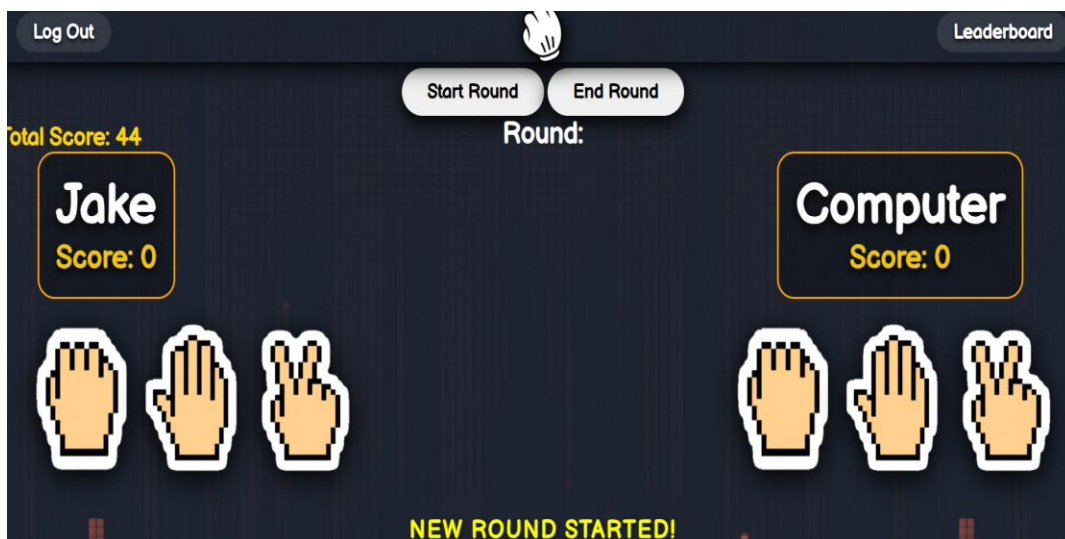 Log Out
Leaderboard
Start Round
End Round
Total Score: 44
Round:
Jake
Score: 0
Computer
Score: 0
NEW ROUND STARTED!